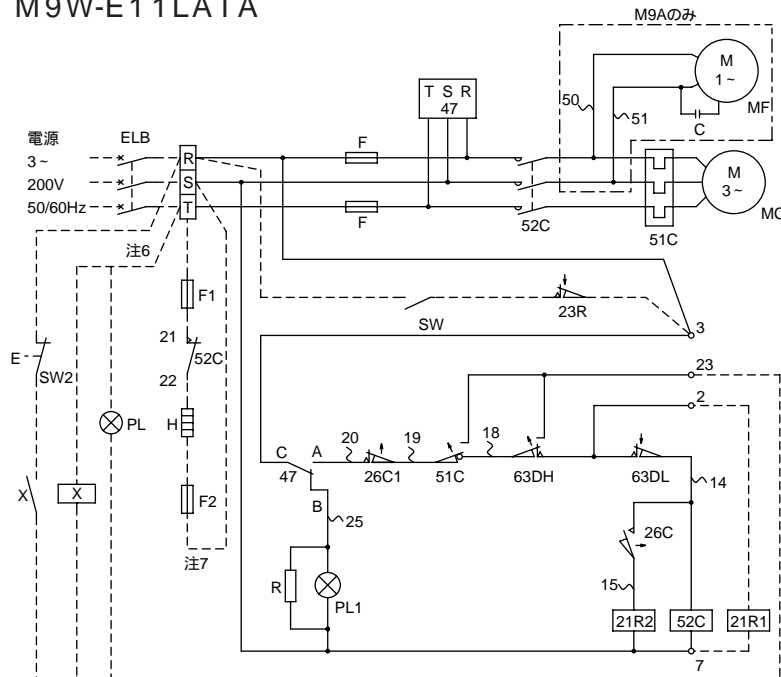 M9W-E11LA1A
M9Aのみ
M
1～
MF
C
50
51
T S R
47
電源
3～
200V
50/60Hz
ELB
R
S
T
F
F
52C
51C
M
3～
注6
F1
21
52C
22
H
F2
注7
E
SW2
PL
X
X
SW
23R
3
23
2
C
A
47
B
20
26C1
19
51C
18
63DH
63DL
14
25
R
PL1
26C
15
21R2
52C
21R1
7